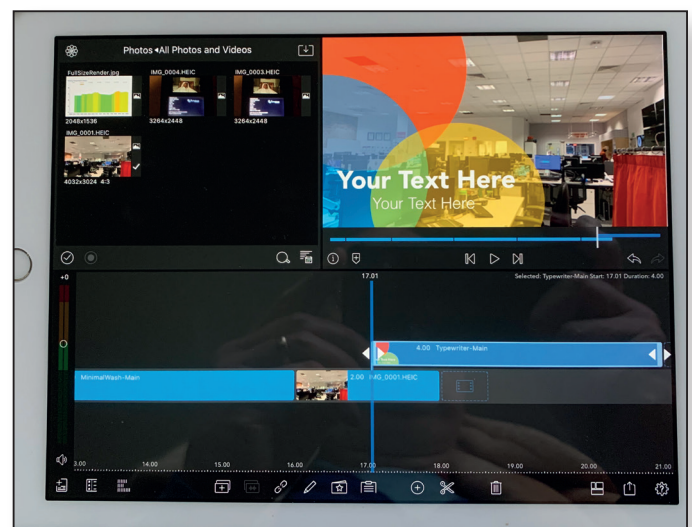 Photos ◂All Photos and Videos
FullSizeRender.jpg
IMG_0004.HEIC
IMG_0003.HEIC
2048x1536
3264x2448
3264x2448
IMG_0001.HEIC
4032x3024 4:3
Your Text Here
Your Text Here
+0
17.01
Selected: Typewriter-Main Start: 17.01 Duration: 4.00
4.00 Typewriter-Main
MinimalWash-Main
2.00 IMG_0001.HEIC
3.00 14.00 15.00 16.00 17.00 18.00 19.00 20.00 21.00